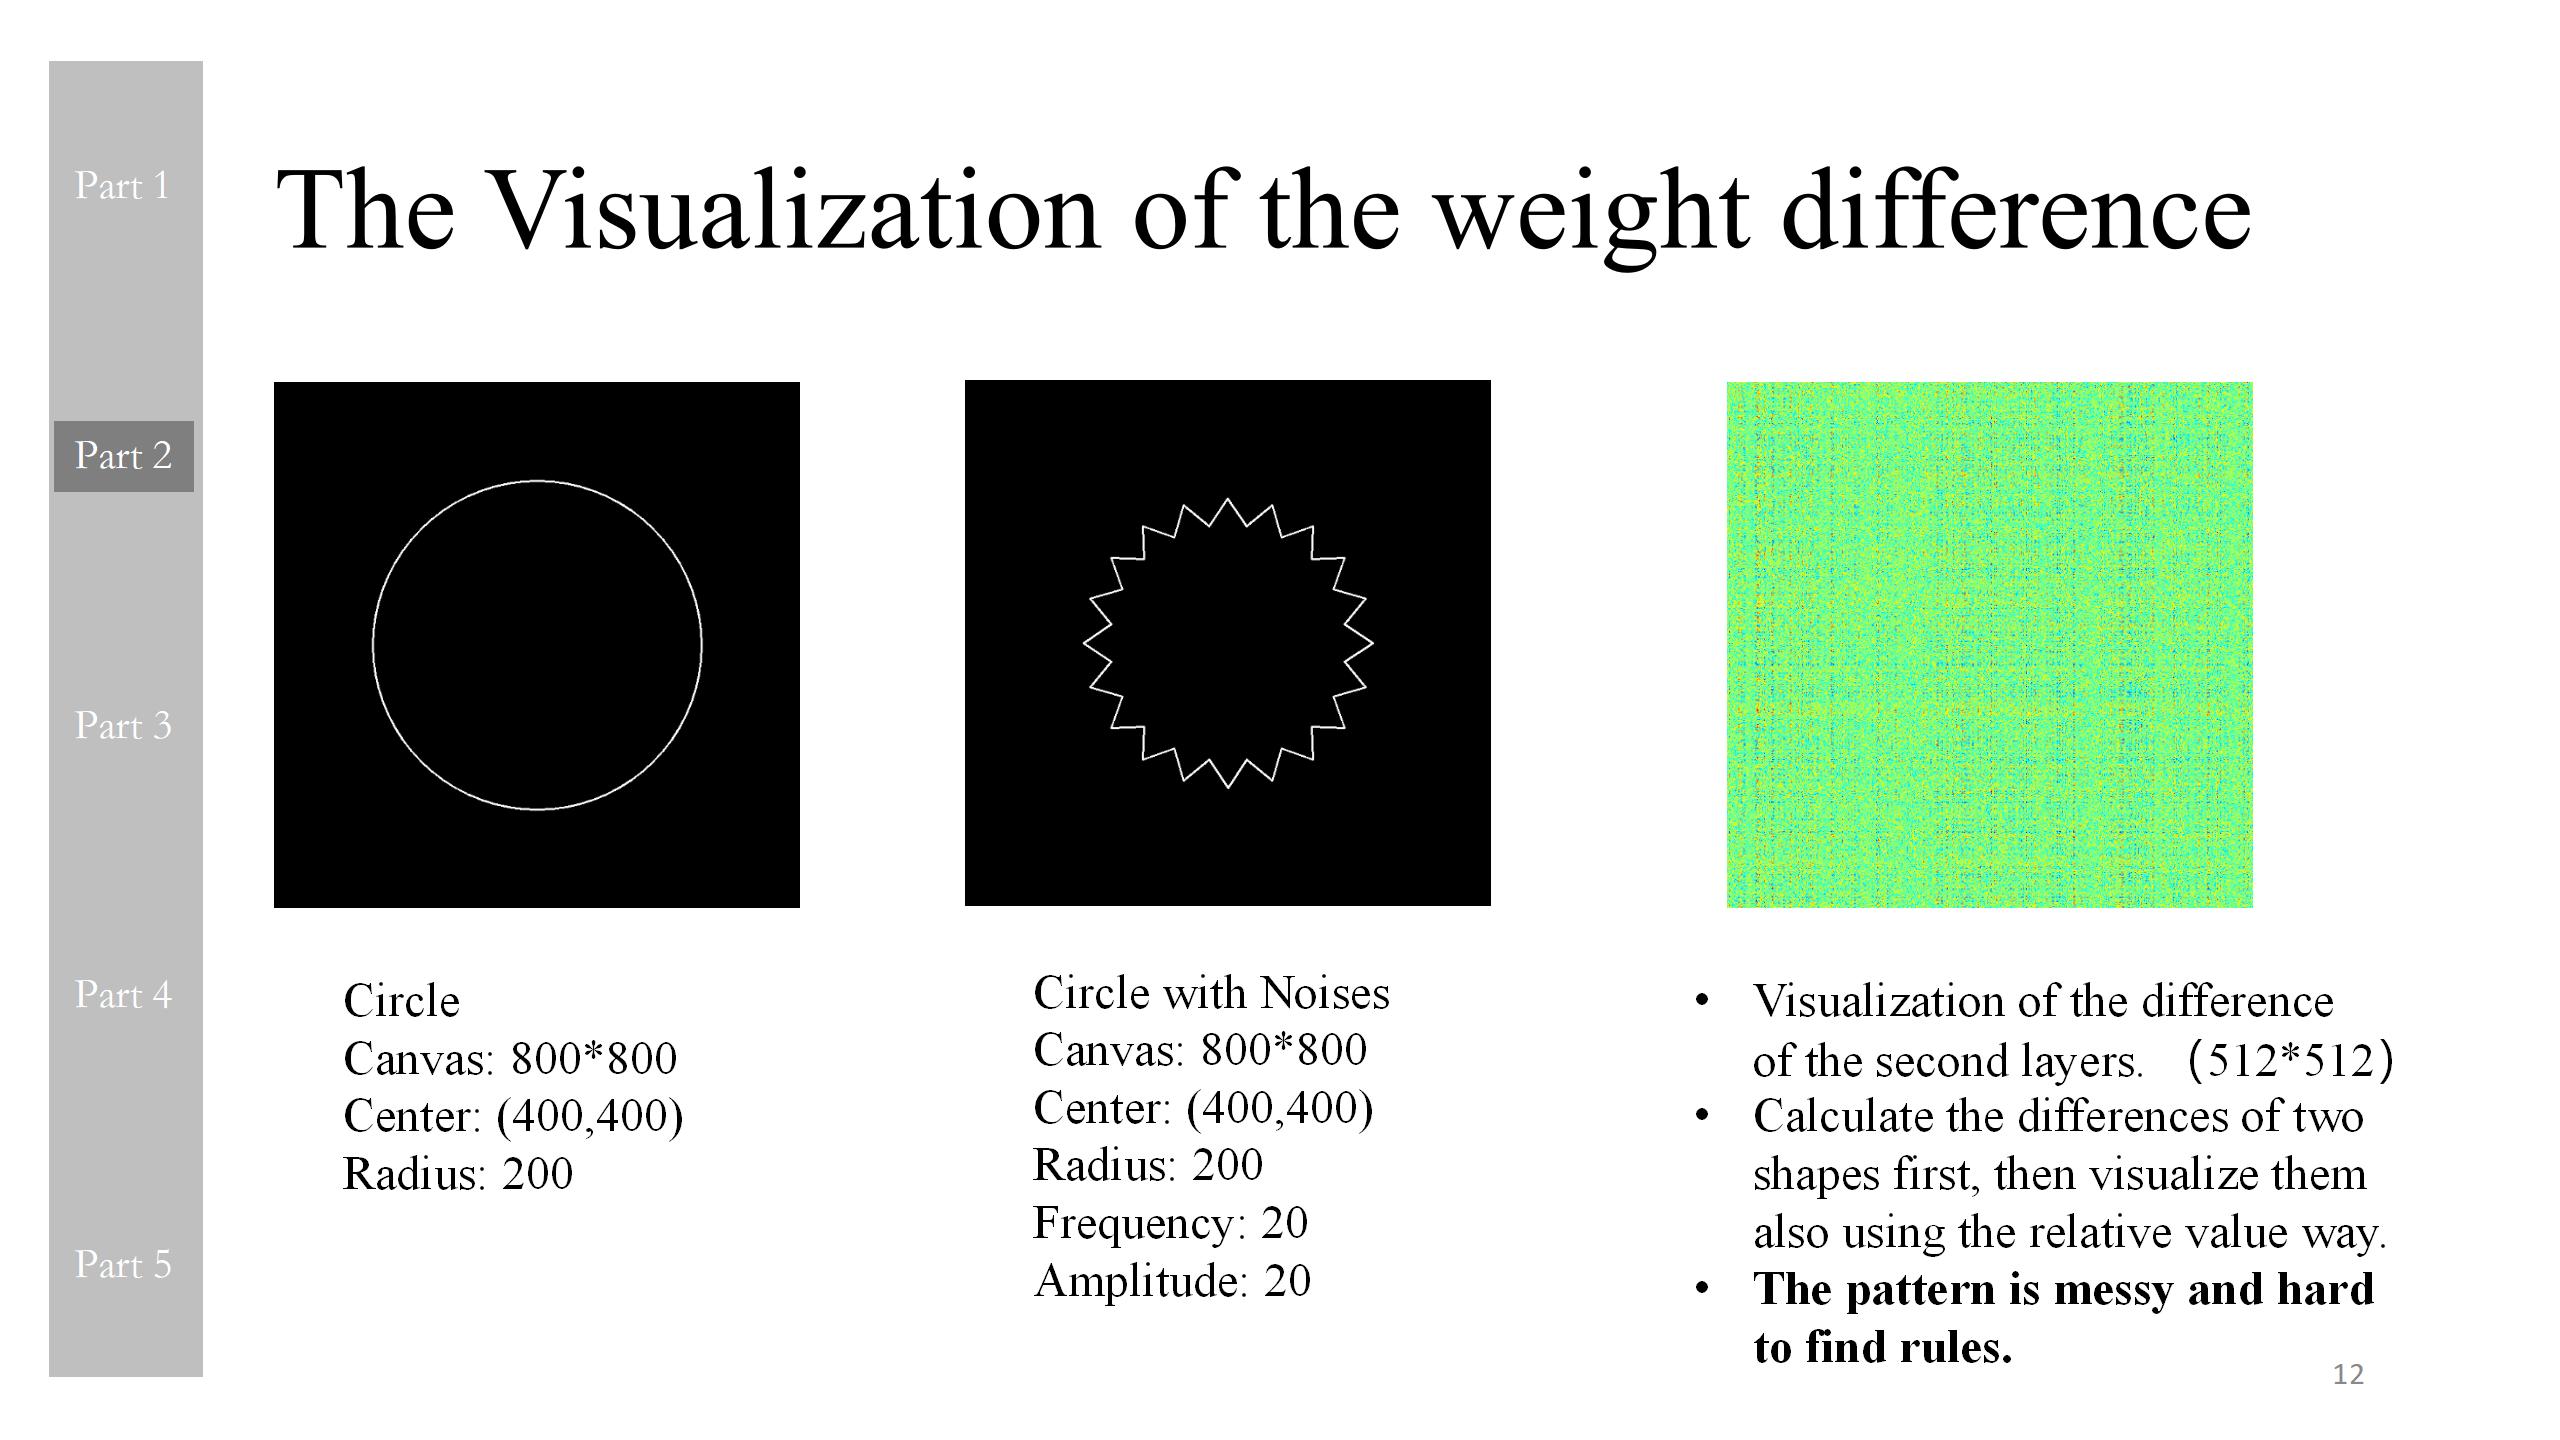 Part 1
Part 2
Part 3
Part 4
Part 5
The Visualization of the weight difference
Circle
Canvas: 800*800
Center: (400,400)
Radius: 200
Circle with Noises
Canvas: 800*800
Center: (400,400)
Radius: 200
Frequency: 20
Amplitude: 20
• Visualization of the difference
of the second layers. （512*512）
• Calculate the differences of two
shapes first, then visualize them
also using the relative value way.
• The pattern is messy and hard
to find rules.
12